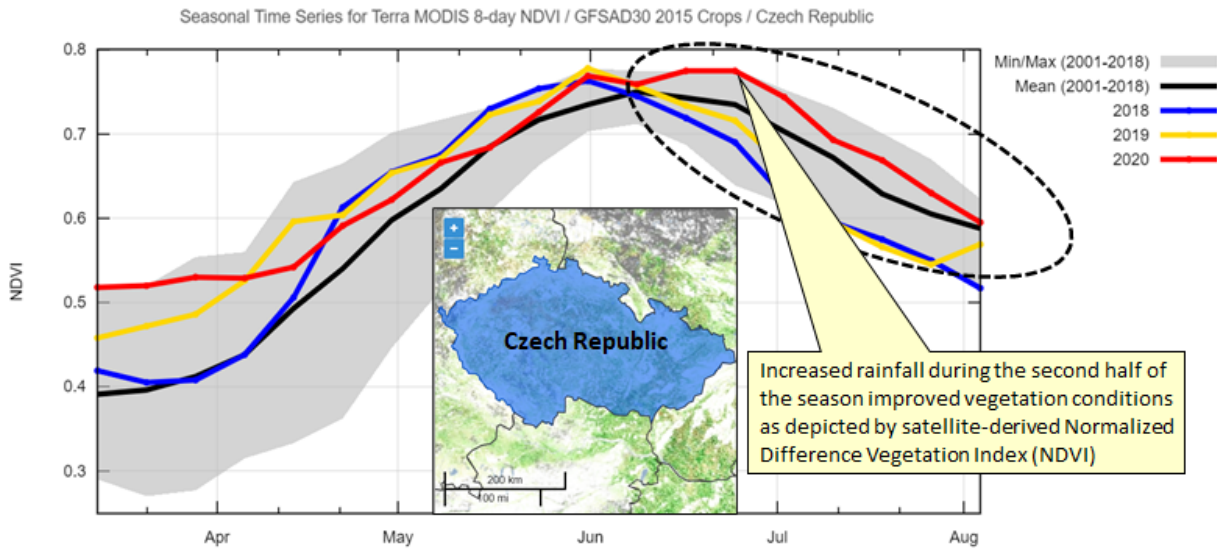 Seasonal Time Series for Terra MODIS 8-day NDVI / GFSAD30 2015 Crops / Czech Republic
0.8
0.7
0.6
0.5
0.4
0.3
NDVI
Apr
May
Jun
Jul
Aug
Min/Max (2001-2018)
Mean (2001-2018)
2018
2019
2020
+
−
Czech Republic
200 km
100 mi
Increased rainfall during the second half of
the season improved vegetation conditions
as depicted by satellite-derived Normalized
Difference Vegetation Index (NDVI)